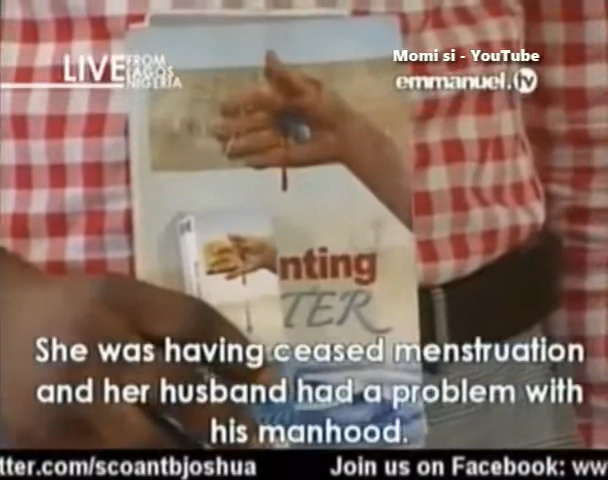 LIVE FROM LAGOS NIGERIA
Momi si - YouTube
emmanuel.tv
nting
TER
She was having ceased menstruation
and her husband had a problem with
his manhood.
tter.com/scoantbjoshua Join us on Facebook: ww